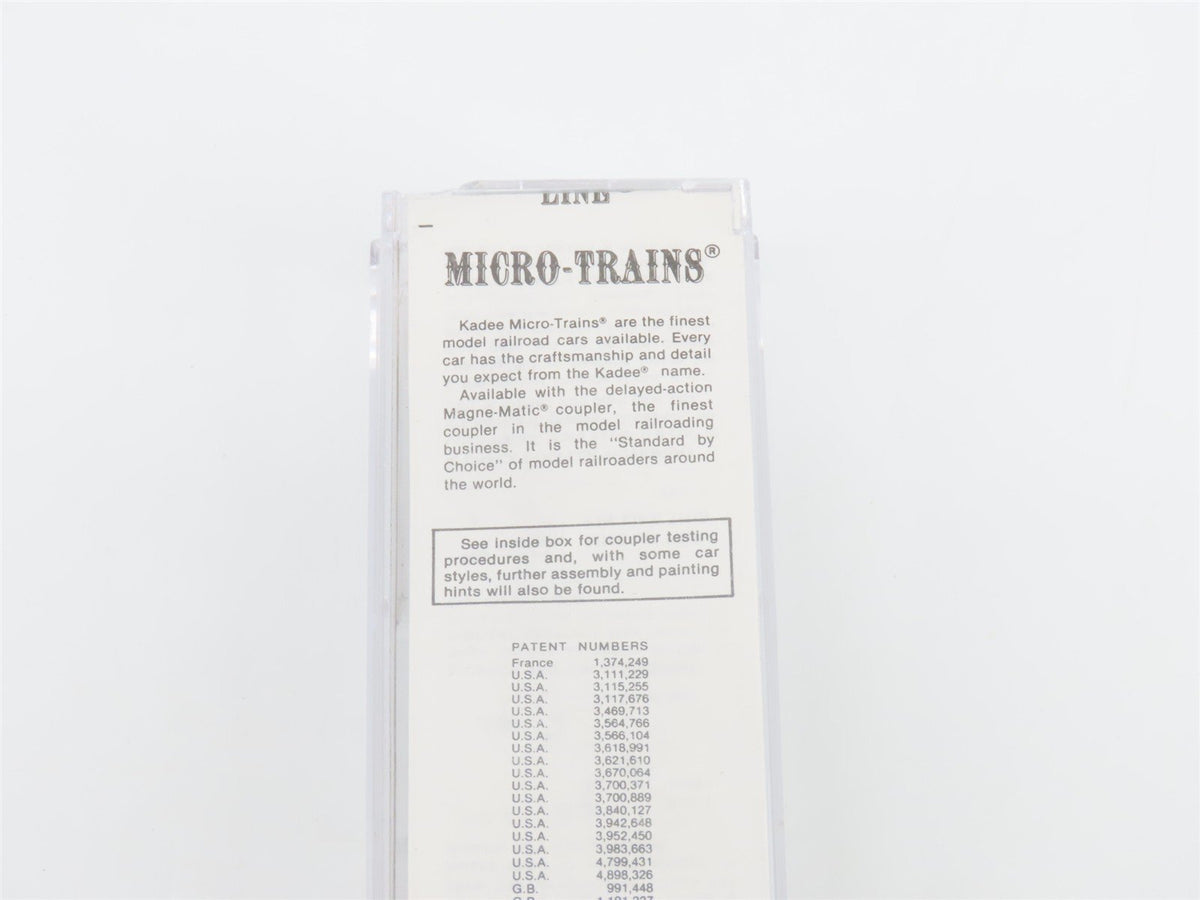 LINE
MICRO-TRAINS®
Kadee Micro-Trains® are the finest
model railroad cars available. Every
car has the craftsmanship and detail
you expect from the Kadee® name.
Available with the delayed-action
Magne-Matic® coupler, the finest
coupler in the model railroading
business. It is the "Standard by
Choice" of model railroaders around
the world.
See inside box for coupler testing
procedures and, with some car
styles, further assembly and painting
hints will also be found.
PATENT NUMBERS
France 1,374,249
U.S.A. 3,111,229
U.S.A. 3,115,255
U.S.A. 3,117,676
U.S.A. 3,469,713
U.S.A. 3,564,766
U.S.A. 3,566,104
U.S.A. 3,618,991
U.S.A. 3,621,610
U.S.A. 3,670,064
U.S.A. 3,700,371
U.S.A. 3,700,889
U.S.A. 3,840,127
U.S.A. 3,942,648
U.S.A. 3,952,450
U.S.A. 3,983,663
U.S.A. 4,799,431
U.S.A. 4,898,326
G.B. 991,448